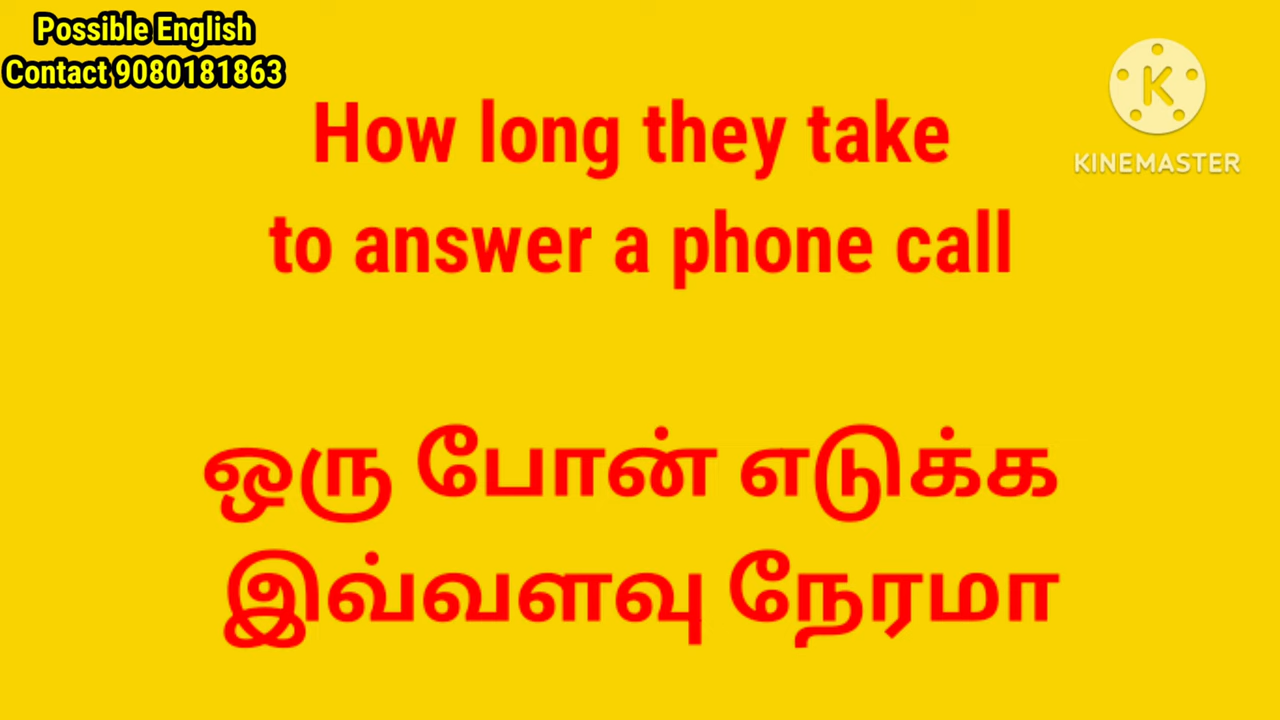 Possible English
Contact 9080181863
KINEMASTER
How long they take
to answer a phone call
ஒரு போன் எடுக்க
இவ்வளவு நேரமா